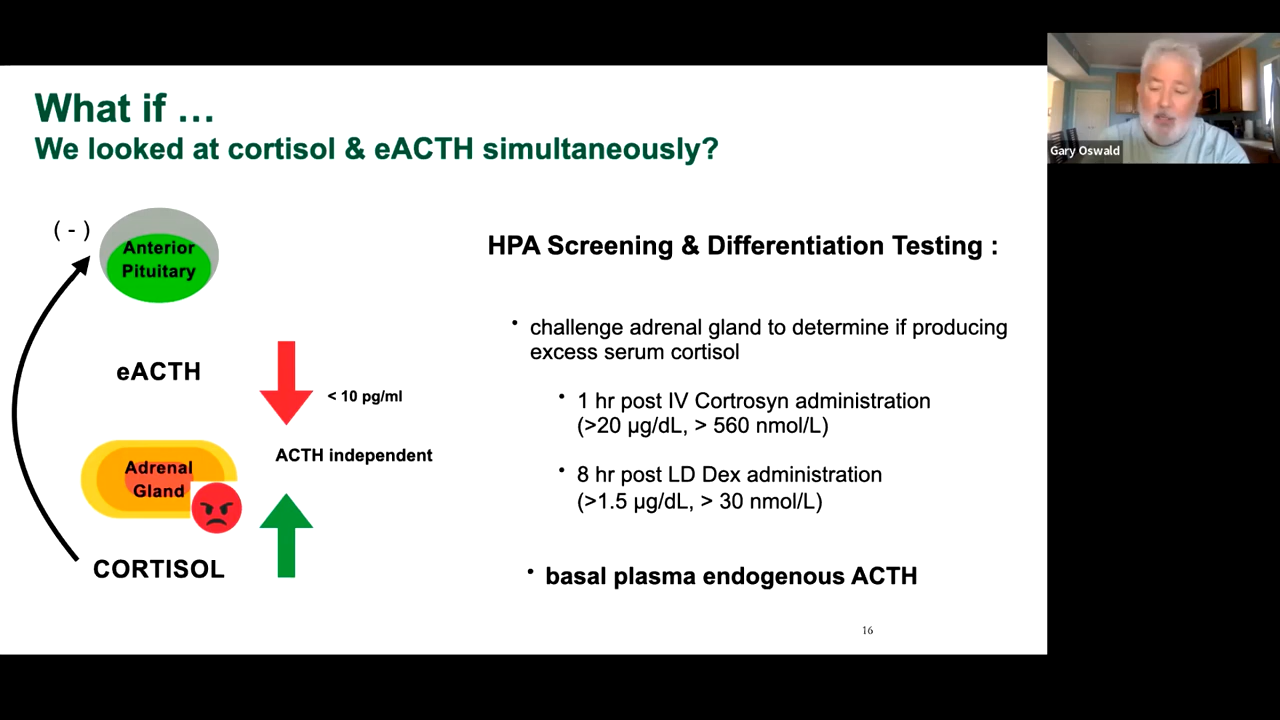 What if …
We looked at cortisol & eACTH simultaneously?
Gary Oswald
( - )
Anterior
Pituitary
eACTH
< 10 pg/ml
ACTH independent
Adrenal
Gland
CORTISOL
HPA Screening & Differentiation Testing :
• challenge adrenal gland to determine if producing
excess serum cortisol
• 1 hr post IV Cortrosyn administration
(>20 µg/dL, > 560 nmol/L)
• 8 hr post LD Dex administration
(>1.5 µg/dL, > 30 nmol/L)
• basal plasma endogenous ACTH
16